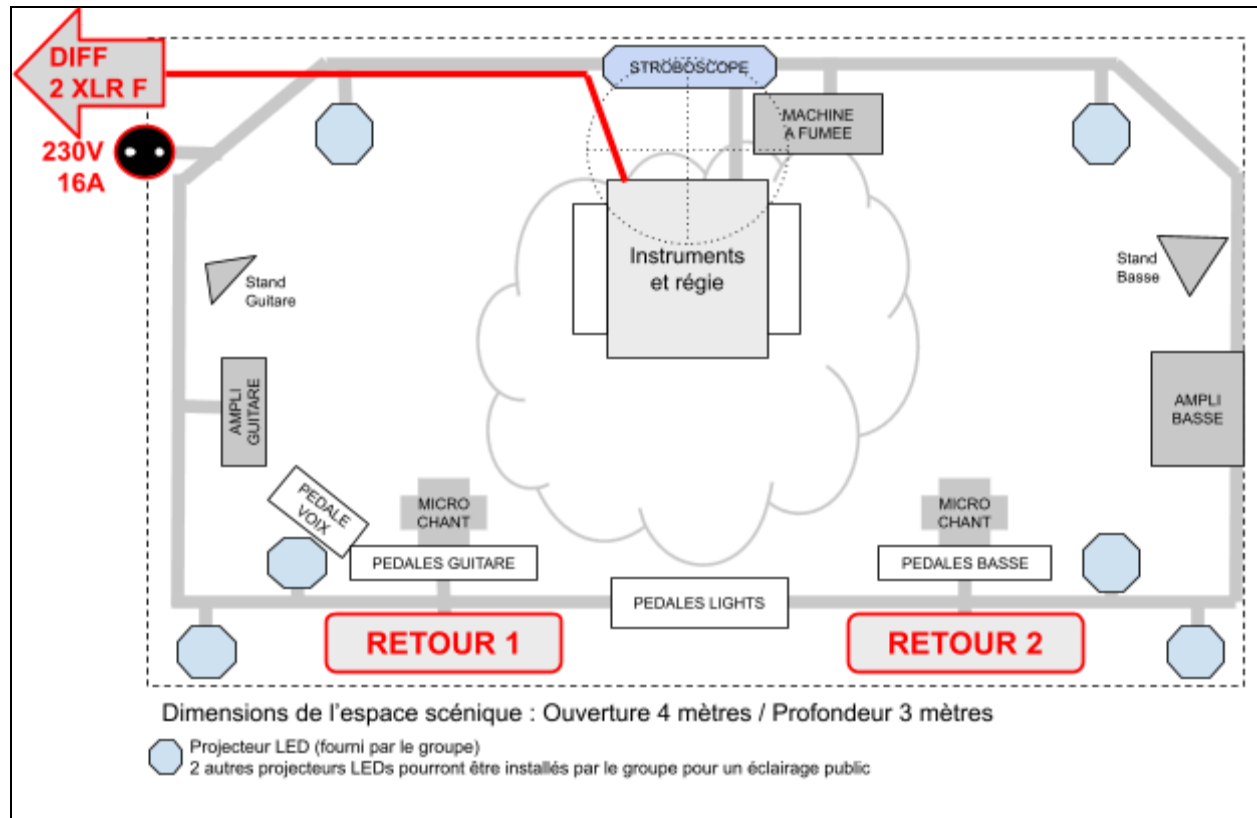 DIFF
2 XLR F
STROBOSCOPE
MACHINE
A FUMEE
230V
16A
Instruments
et régie
Stand
Guitare
Stand
Basse
AMPLI
GUITARE
AMPLI
BASSE
PEDALE
VOIX
MICRO
CHANT
MICRO
CHANT
PEDALES GUITARE
PEDALES BASSE
PEDALES LIGHTS
RETOUR 1
RETOUR 2
Dimensions de l'espace scénique : Ouverture 4 mètres / Profondeur 3 mètres
Projecteur LED (fourni par le groupe)
2 autres projecteurs LEDs pourront être installés par le groupe pour un éclairage public